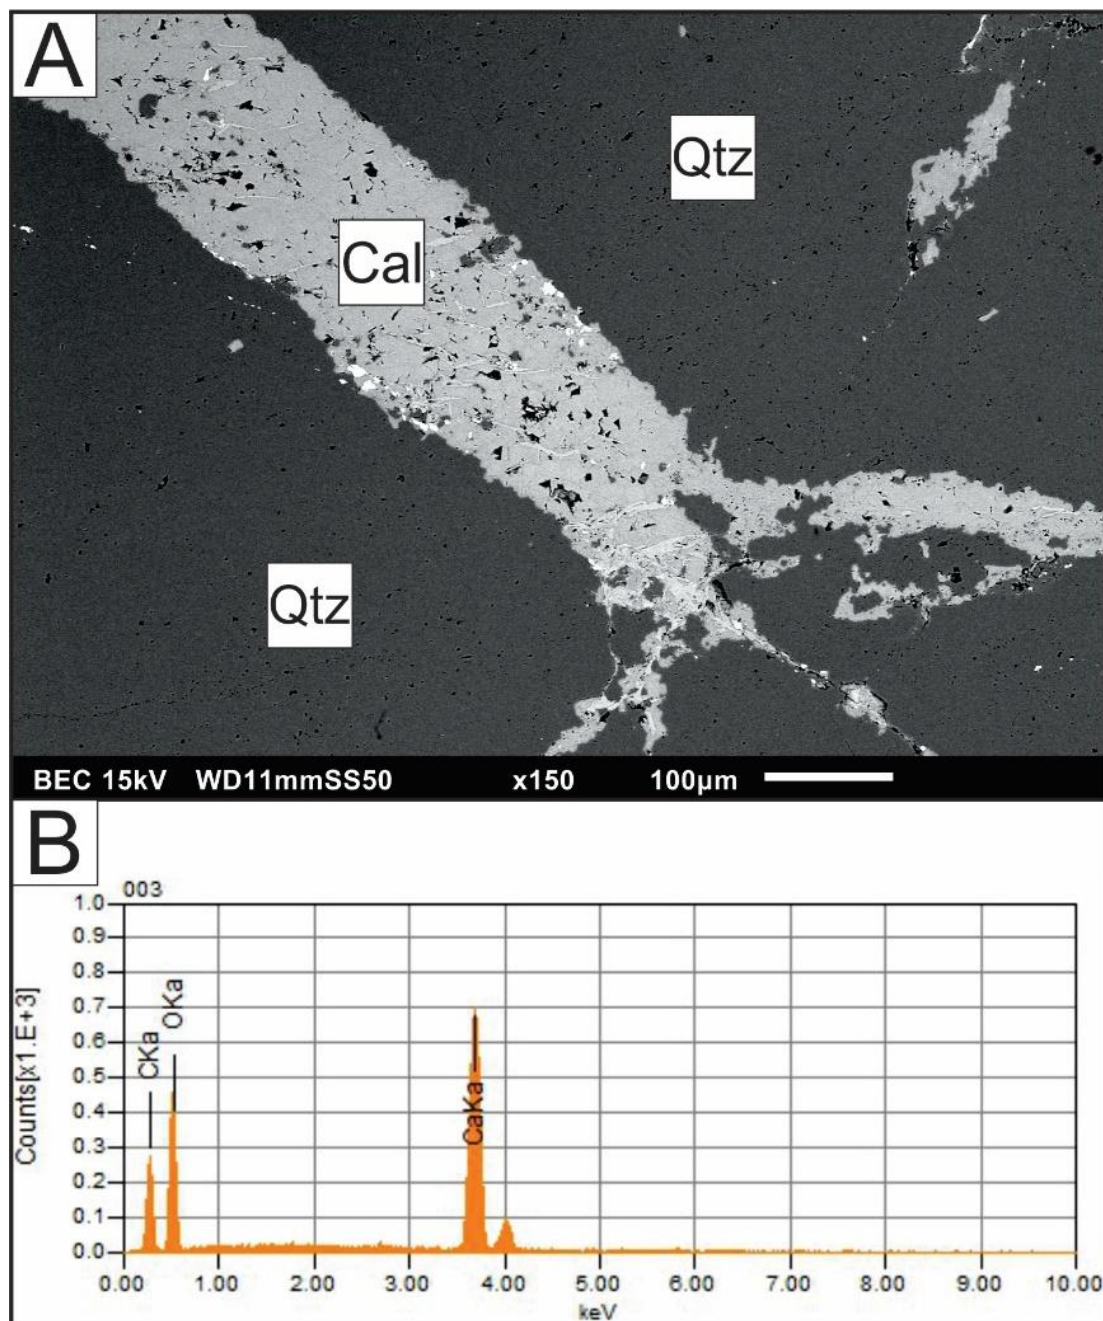 A
Qtz
Cal
Qtz
BEC 15kV WD11mmSS50 x150 100µm
B
003
1.0
0.9
0.8
0.7
0.6
0.5
0.4
0.3
0.2
0.1
0.0
Counts[x1.E+3]
CKa
OKa
CaKa
0.00 1.00 2.00 3.00 4.00 5.00 6.00 7.00 8.00 9.00 10.00
keV